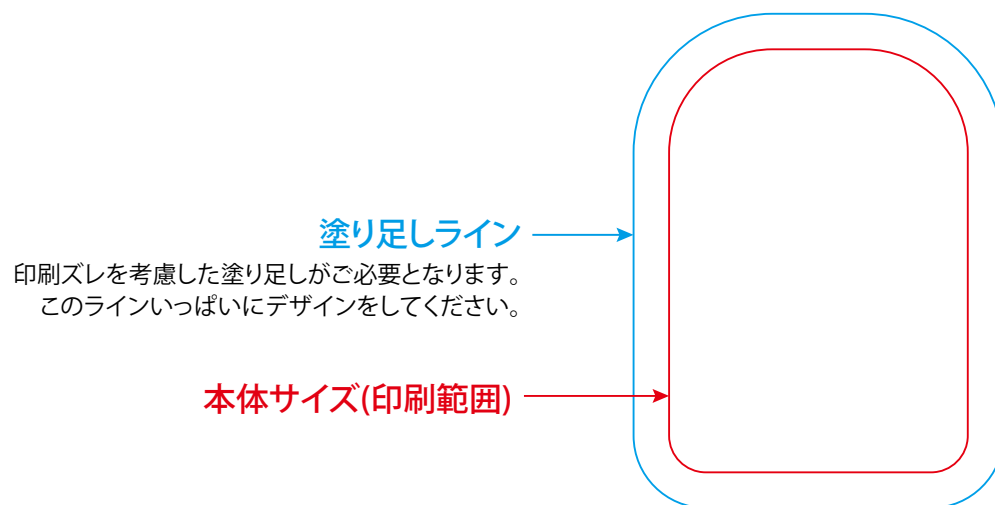 塗り足しライン
印刷ズレを考慮した塗り足しがご必要となります。
このラインいっぱいにデザインをしてください。
本体サイズ(印刷範囲)